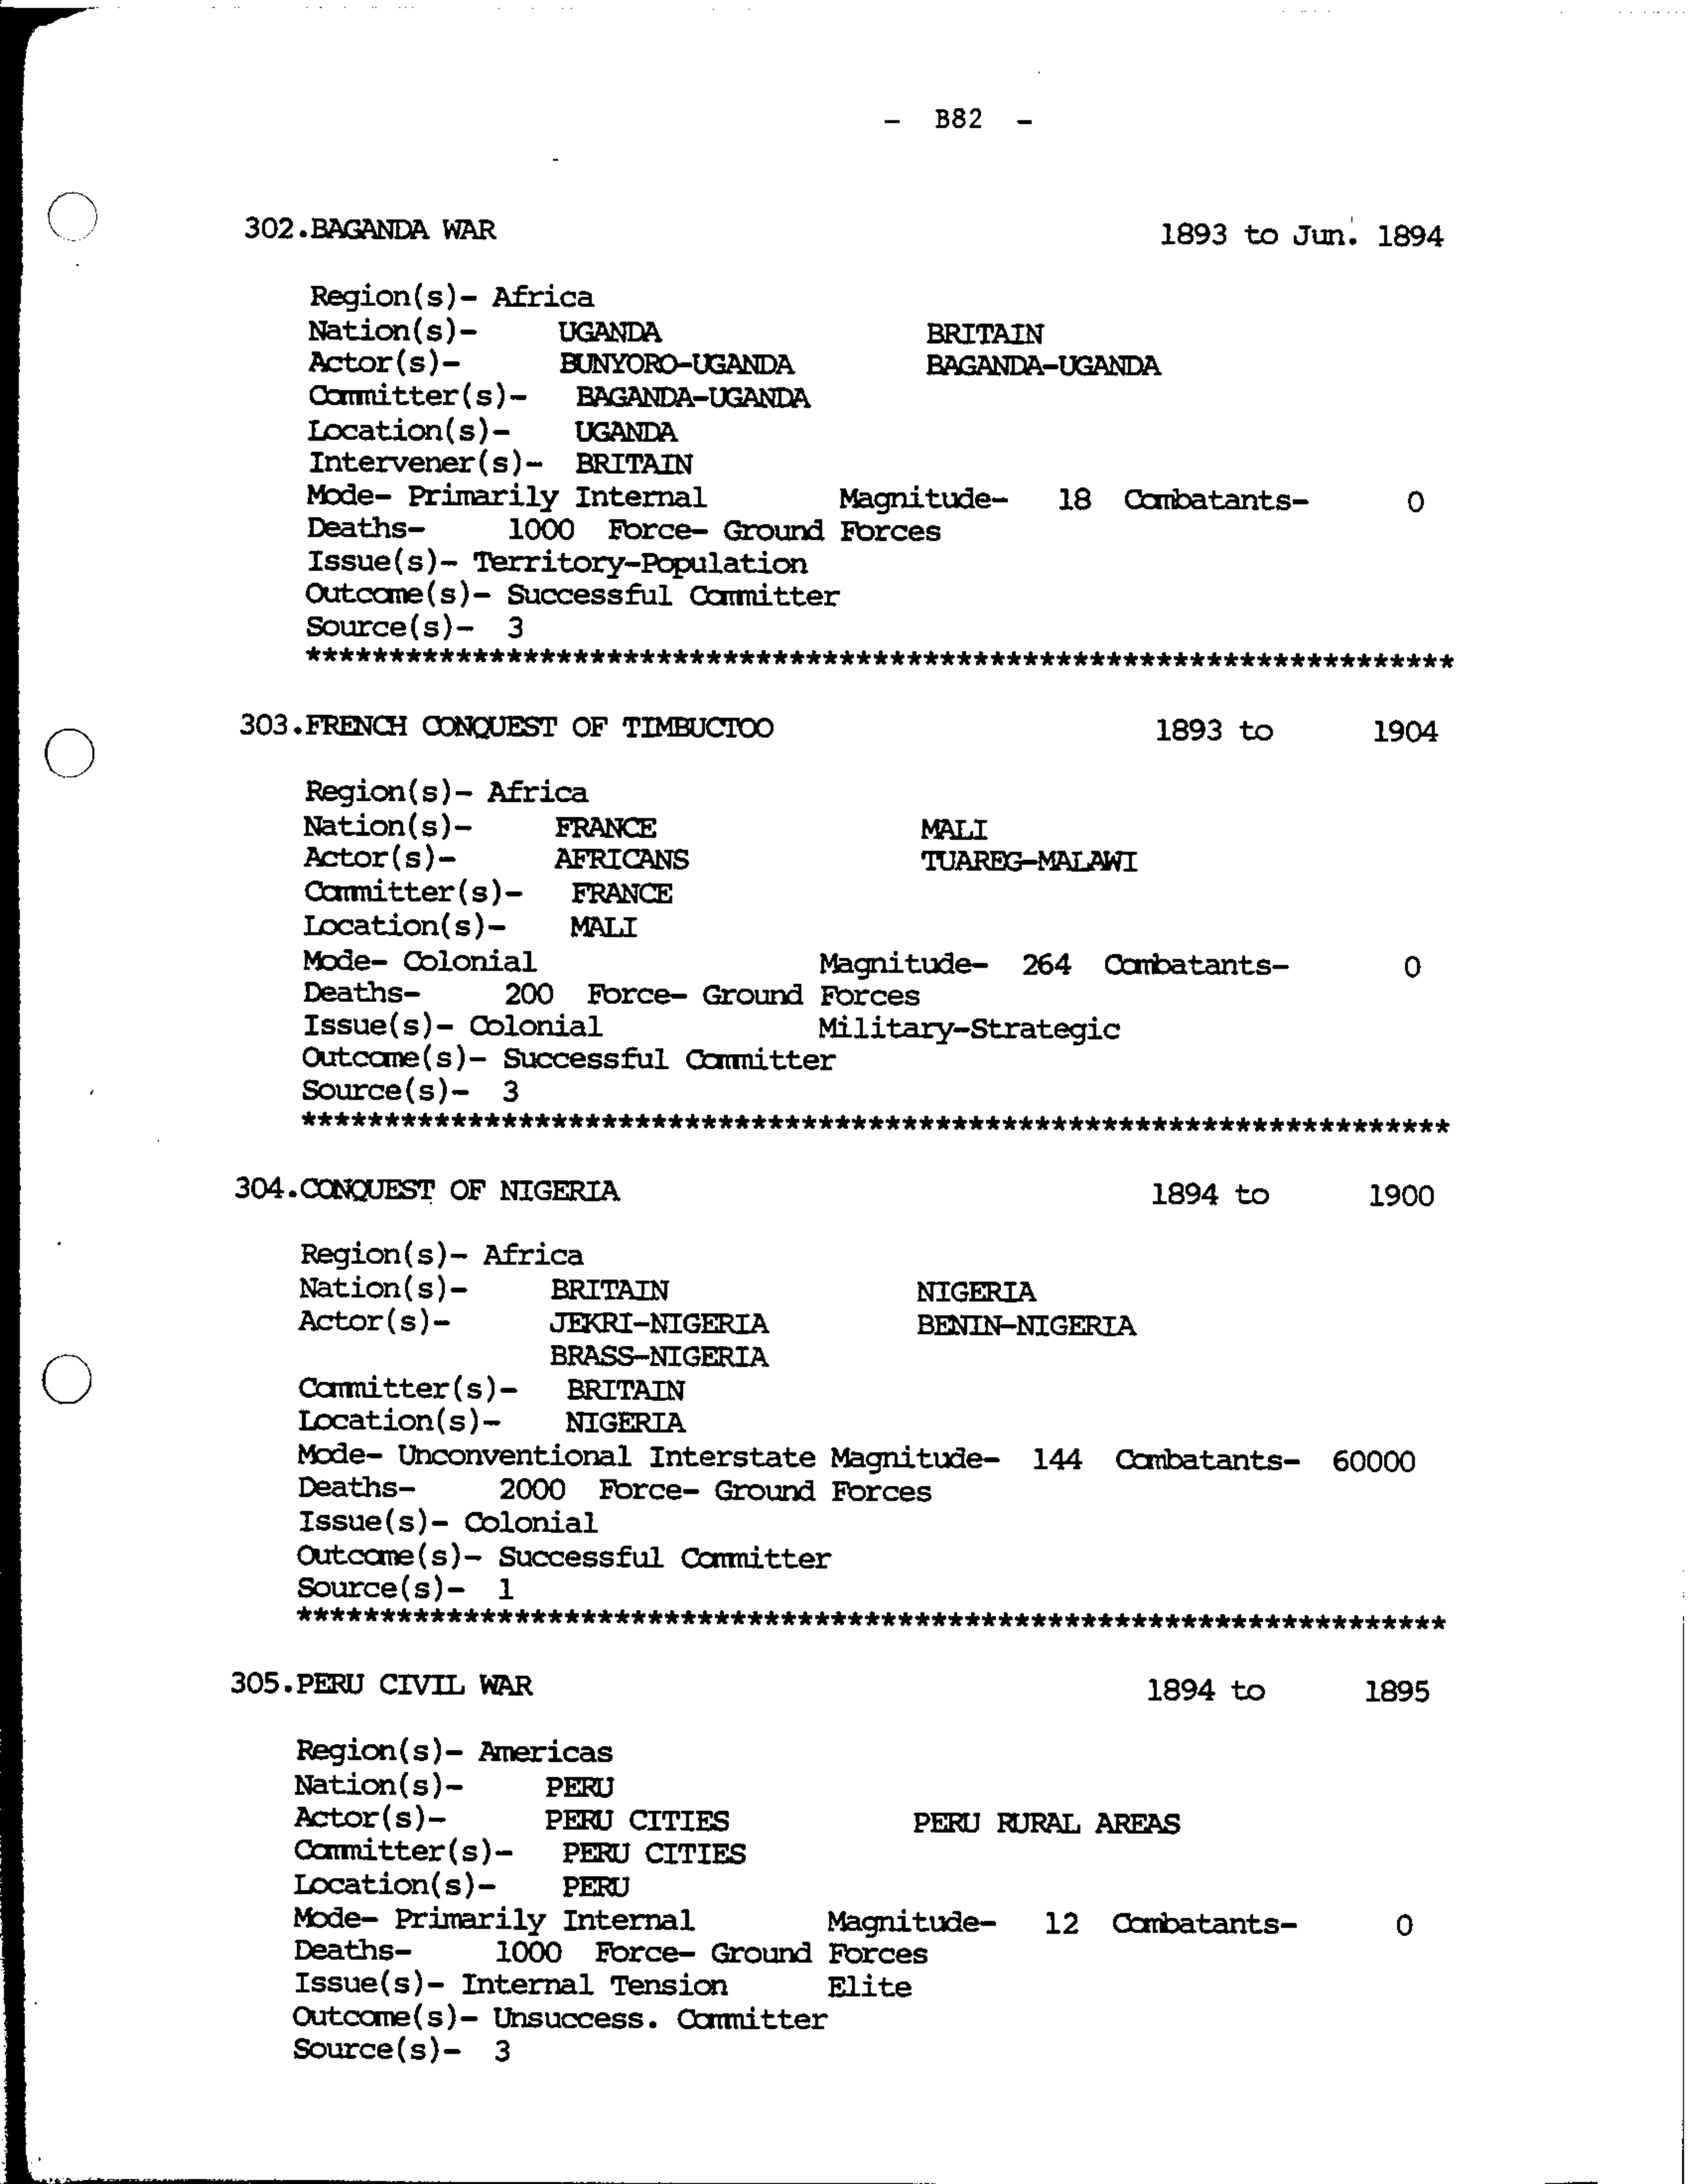 - B82 -
302.BAGANDA WAR 1893 to Jun. 1894
Region(s)- Africa
Nation(s)- UGANDA BRITAIN
Actor(s)- BUNYORO-UGANDA BAGANDA-UGANDA
Committer(s)- BAGANDA-UGANDA
Location(s)- UGANDA
Intervener(s)- BRITAIN
Mode- Primarily Internal Magnitude- 18 Combatants- 0
Deaths- 1000 Force- Ground Forces
Issue(s)- Territory-Population
Outcome(s)- Successful Committer
Source(s)- 3
*********************************************************************
303.FRENCH CONQUEST OF TIMBUCTOO 1893 to 1904
Region(s)- Africa
Nation(s)- FRANCE MALI
Actor(s)- AFRICANS TUAREG-MALAWI
Committer(s)- FRANCE
Location(s)- MALI
Mode- Colonial Magnitude- 264 Combatants- 0
Deaths- 200 Force- Ground Forces
Issue(s)- Colonial Military-Strategic
Outcome(s)- Successful Committer
Source(s)- 3
*********************************************************************
304.CONQUEST OF NIGERIA 1894 to 1900
Region(s)- Africa
Nation(s)- BRITAIN NIGERIA
Actor(s)- JEKRI-NIGERIA BENIN-NIGERIA
BRASS-NIGERIA
Committer(s)- BRITAIN
Location(s)- NIGERIA
Mode- Unconventional Interstate Magnitude- 144 Combatants- 60000
Deaths- 2000 Force- Ground Forces
Issue(s)- Colonial
Outcome(s)- Successful Committer
Source(s)- 1
*********************************************************************
305.PERU CIVIL WAR 1894 to 1895
Region(s)- Americas
Nation(s)- PERU
Actor(s)- PERU CITIES PERU RURAL AREAS
Committer(s)- PERU CITIES
Location(s)- PERU
Mode- Primarily Internal Magnitude- 12 Combatants- 0
Deaths- 1000 Force- Ground Forces
Issue(s)- Internal Tension Elite
Outcome(s)- Unsuccess. Committer
Source(s)- 3